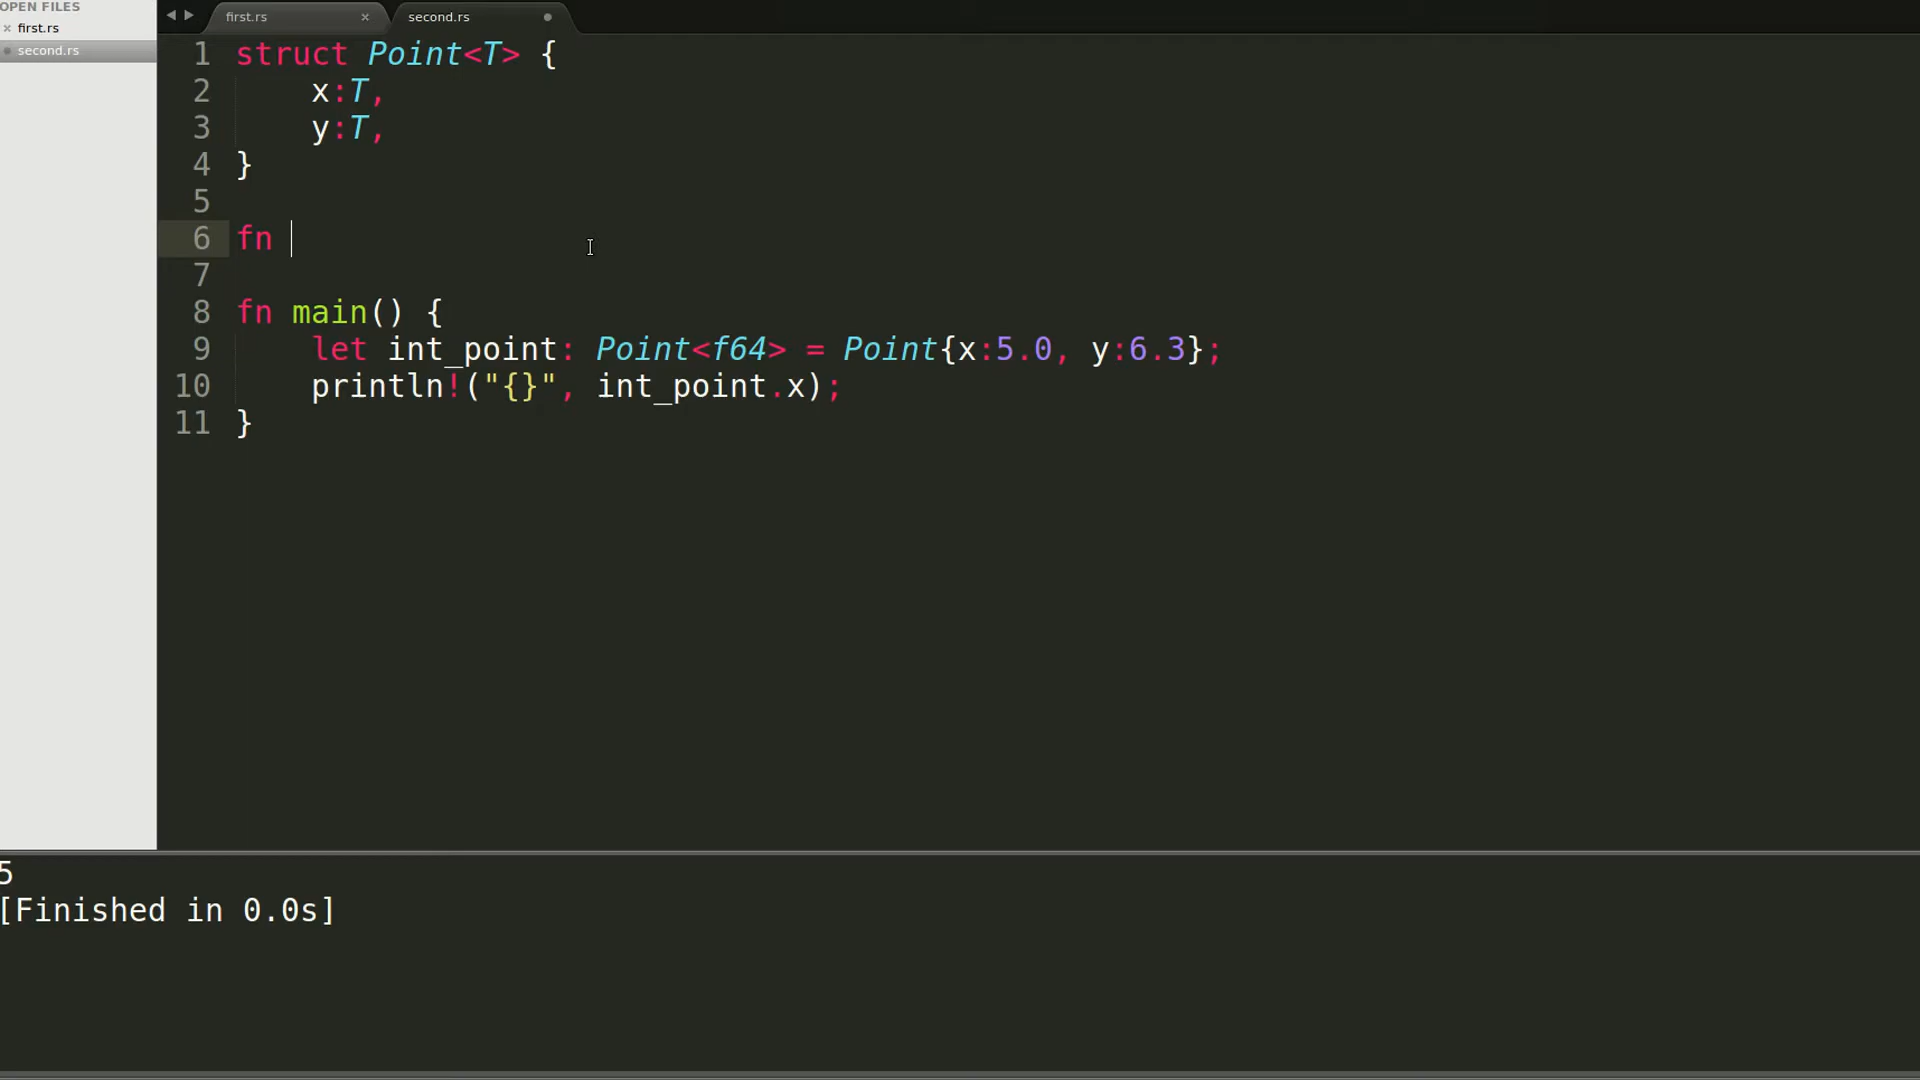 OPEN FILES
first.rs
second.rs
first.rs
second.rs
1 struct Point<T> {
2 x:T,
3 y:T,
4 }
5
6 fn
7
8 fn main() {
9 let int_point: Point<f64> = Point{x:5.0, y:6.3};
10 println!("{}", int_point.x);
11 }
5
[Finished in 0.0s]